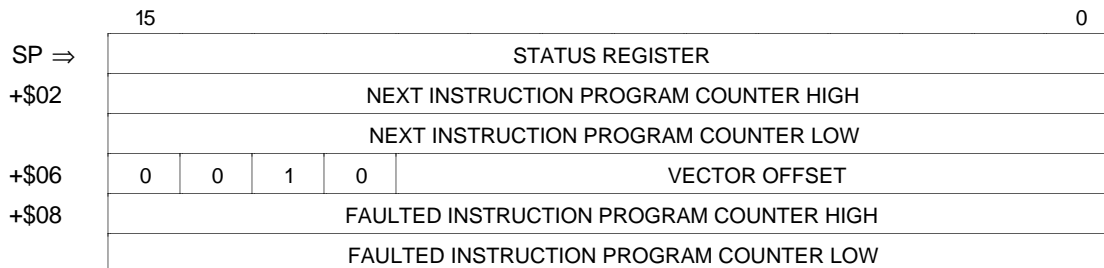 15 0
SP ⇒ STATUS REGISTER
+$02 NEXT INSTRUCTION PROGRAM COUNTER HIGH
NEXT INSTRUCTION PROGRAM COUNTER LOW
+$06 0 0 1 0 VECTOR OFFSET
+$08 FAULTED INSTRUCTION PROGRAM COUNTER HIGH
FAULTED INSTRUCTION PROGRAM COUNTER LOW